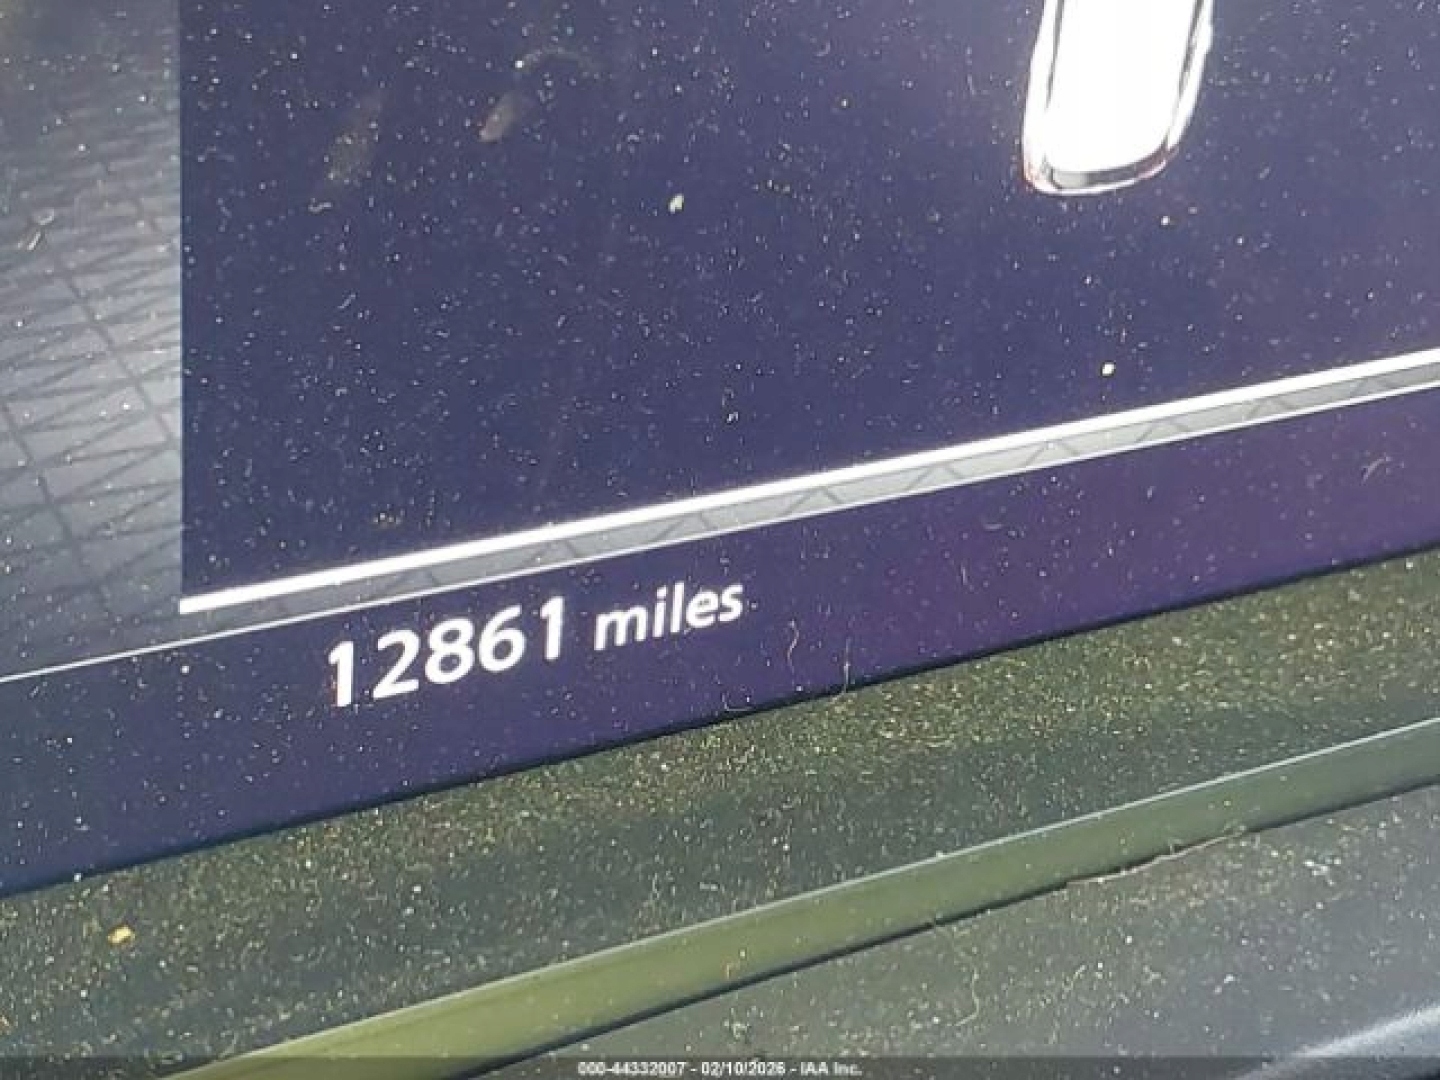 12861 miles
000-44332007 - 02/10/2026 - IAA Inc.